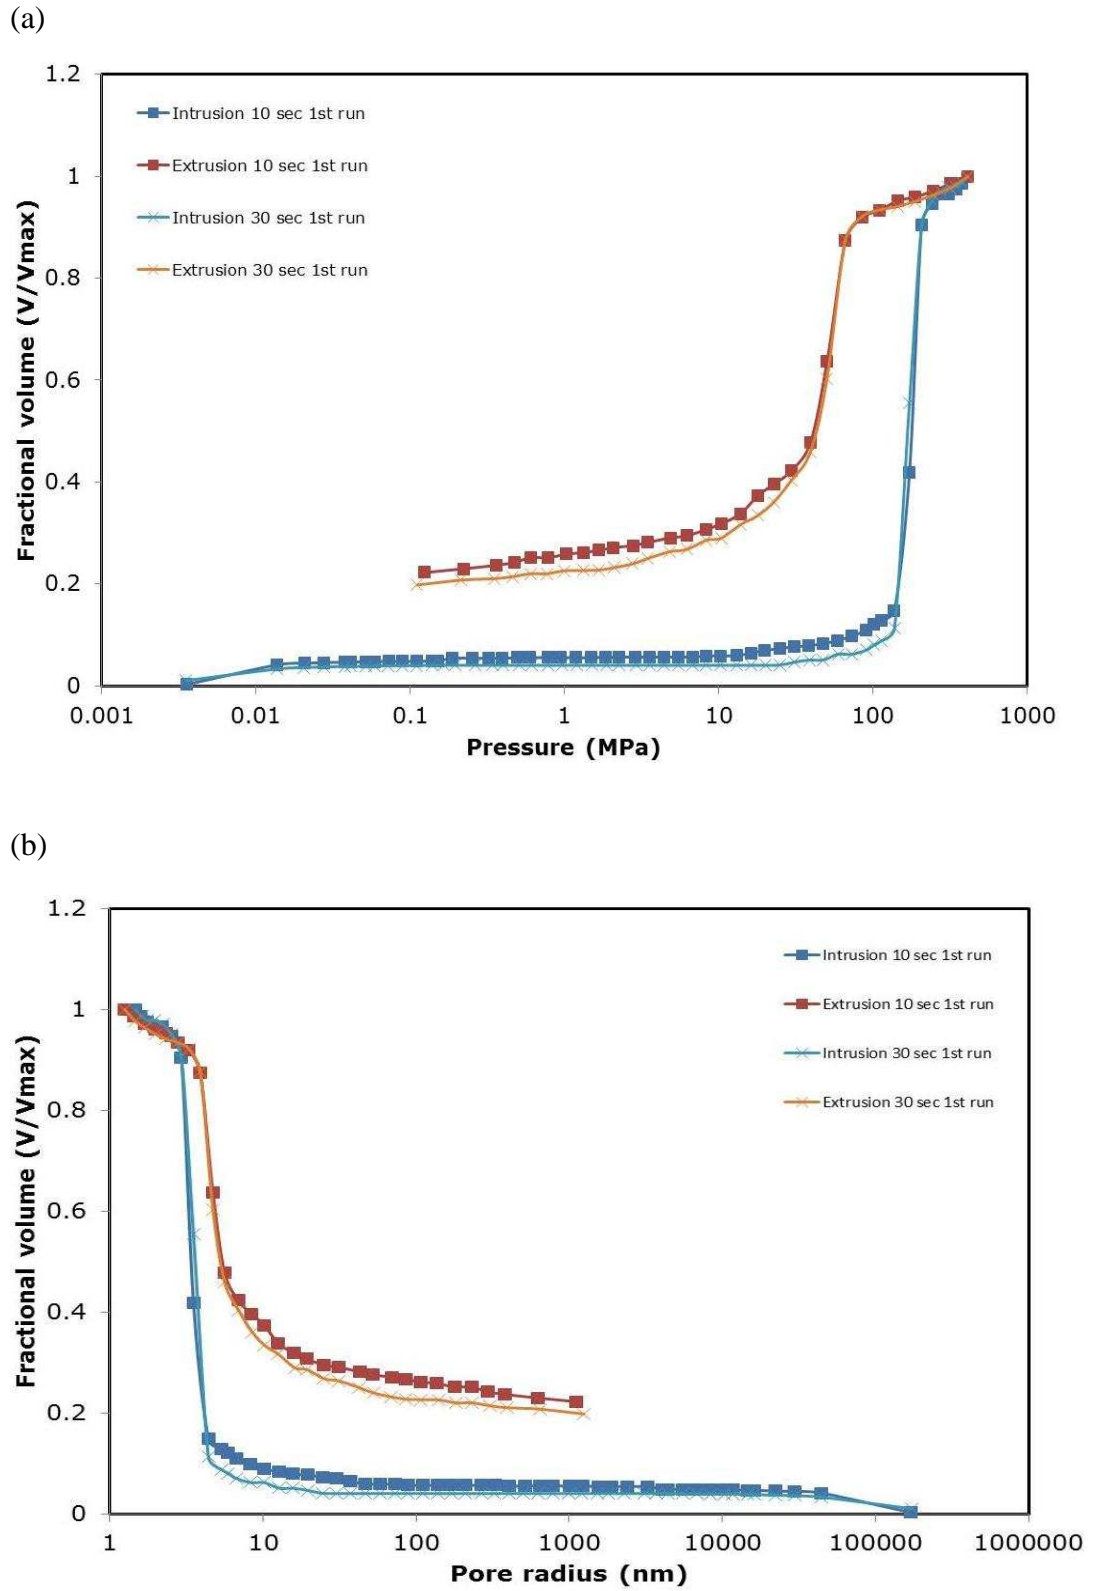 (a)
1.2
1
0.8
0.6
0.4
0.2
0
Fractional volume (V/Vmax)
Intrusion 10 sec 1st run
Extrusion 10 sec 1st run
Intrusion 30 sec 1st run
Extrusion 30 sec 1st run
0.001 0.01 0.1 1 10 100 1000
Pressure (MPa)
(b)
1.2
1
0.8
0.6
0.4
0.2
0
Fractional volume (V/Vmax)
Intrusion 10 sec 1st run
Extrusion 10 sec 1st run
Intrusion 30 sec 1st run
Extrusion 30 sec 1st run
1 10 100 1000 10000 100000 1000000
Pore radius (nm)